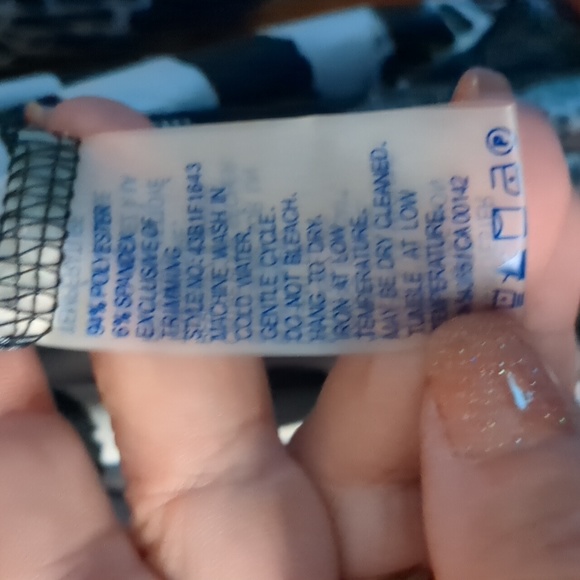 94% POLYESTER
6% SPANDEX
EXCLUSIVE OF
TRIMMING
STYLE NO.: 43B1F1643
MACHINE WASH IN
COLD WATER,
GENTLE CYCLE.
DO NOT BLEACH.
HANG TO DRY.
IRON AT LOW
TEMPERATURE.
MAY BE DRY CLEANED.
TUMBLE AT LOW
TEMPERATURE.
CA 00142
P